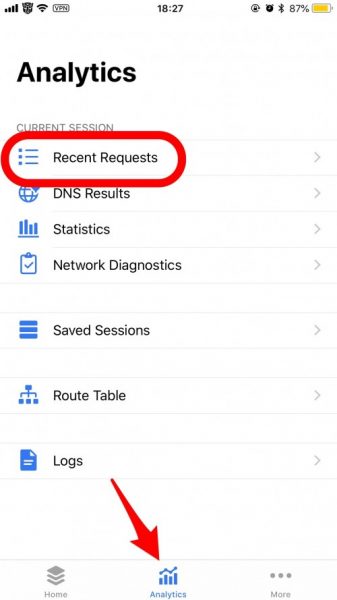 VPN 18:27 87%
Analytics
CURRENT SESSION
Recent Requests
DNS Results
Statistics
Network Diagnostics
Saved Sessions
Route Table
Logs
Home Analytics More